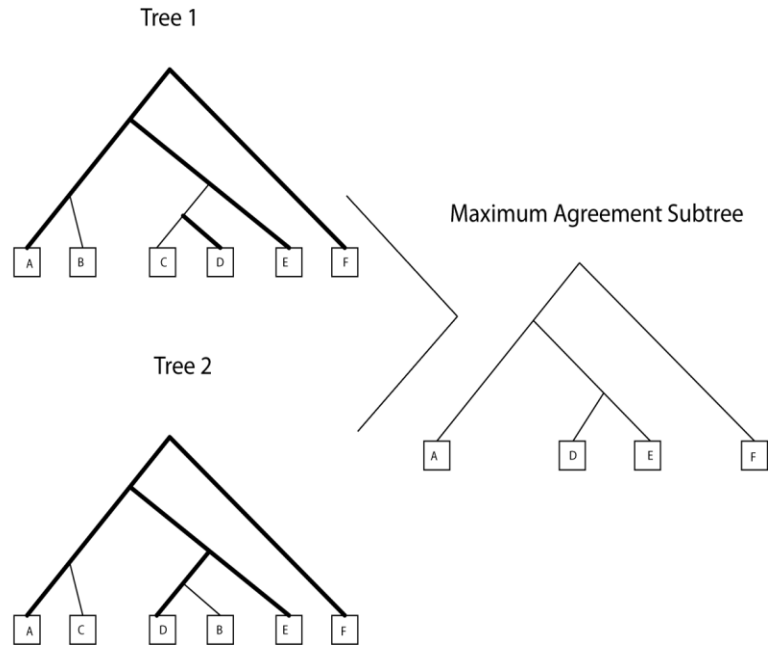 Tree 1
A B C D E F
Maximum Agreement Subtree
Tree 2
A D E F
A C D B E F